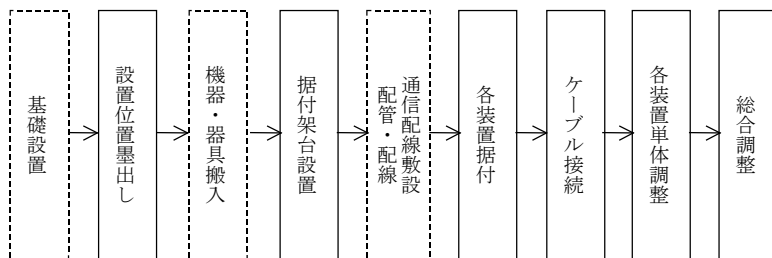 基礎設置
設置位置墨出し
機器・器具搬入
据付架台設置
通信配線敷設
配管・配線
各装置据付
ケーブル接続
各装置単体調整
総合調整